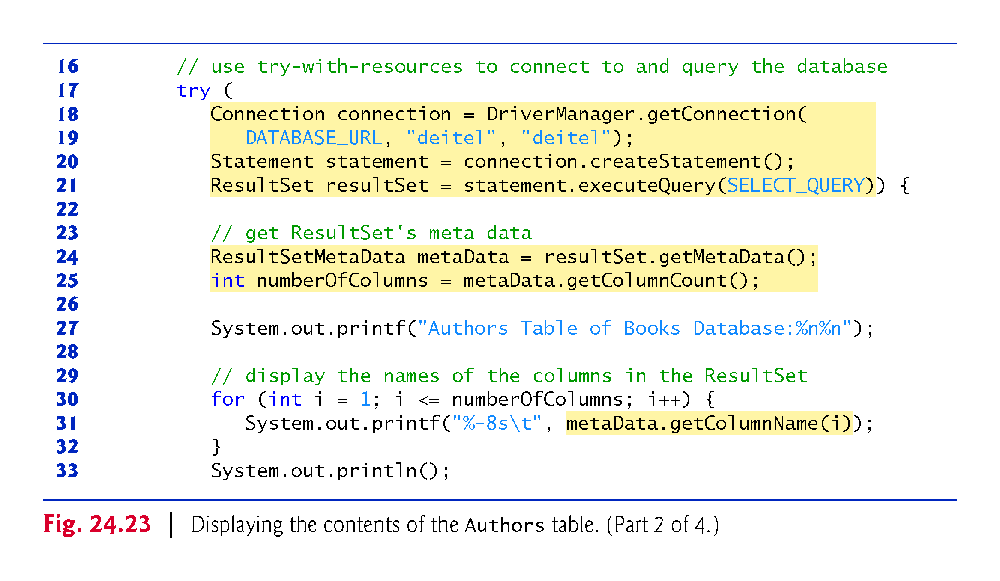 16 // use try-with-resources to connect to and query the database
17 try (
18 Connection connection = DriverManager.getConnection(
19 DATABASE_URL, "deitel", "deitel");
20 Statement statement = connection.createStatement();
21 ResultSet resultSet = statement.executeQuery(SELECT_QUERY)) {
22
23 // get ResultSet's meta data
24 ResultSetMetaData metaData = resultSet.getMetaData();
25 int numberOfColumns = metaData.getColumnCount();
26
27 System.out.printf("Authors Table of Books Database:%n%n");
28
29 // display the names of the columns in the ResultSet
30 for (int i = 1; i <= numberOfColumns; i++) {
31 System.out.printf("%-8s\t", metaData.getColumnName(i));
32 }
33 System.out.println();
Fig. 24.23 | Displaying the contents of the Authors table. (Part 2 of 4.)